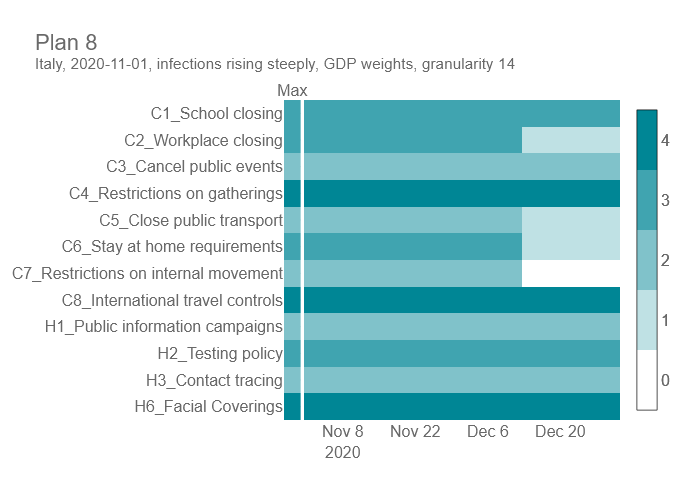 Plan 8
Italy, 2020-11-01, infections rising steeply, GDP weights, granularity 14
Max
C1_School closing
C2_Workplace closing
C3_Cancel public events
C4_Restrictions on gatherings
C5_Close public transport
C6_Stay at home requirements
C7_Restrictions on internal movement
C8_International travel controls
H1_Public information campaigns
H2_Testing policy
H3_Contact tracing
H6_Facial Coverings
Nov 8 Nov 22 Dec 6 Dec 20
2020
4
3
2
1
0